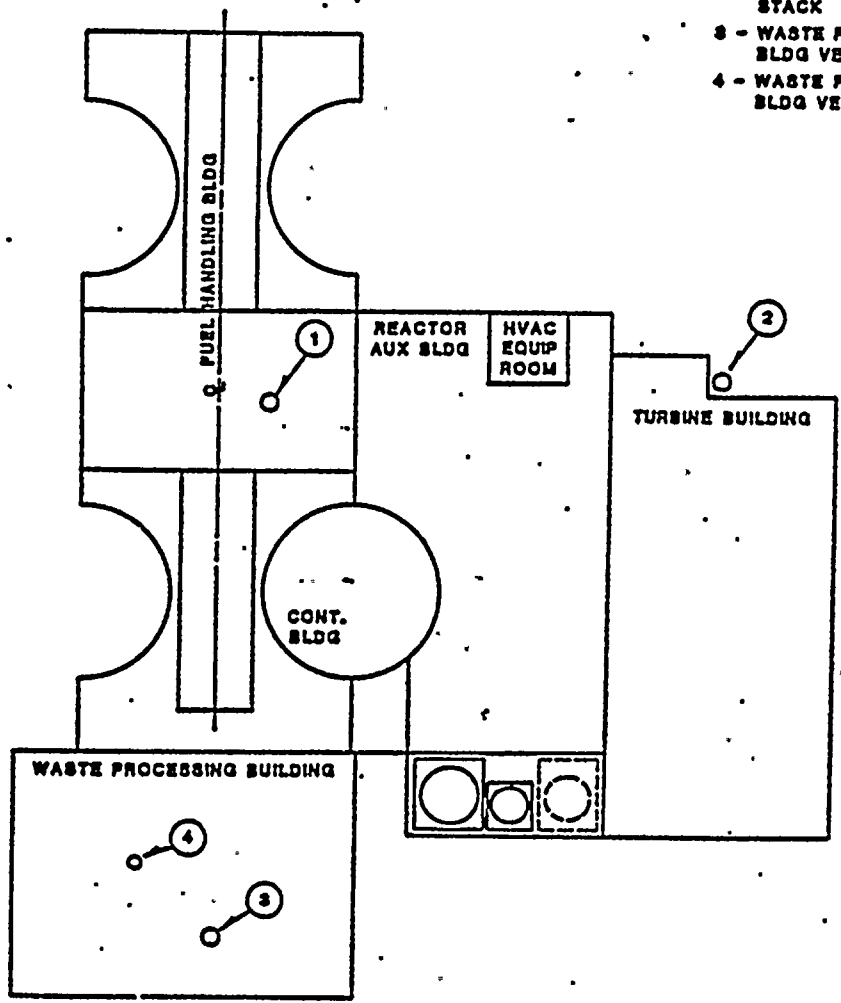 STACK
3 - WASTE P
BLDG VE
4 - WASTE P
BLDG VE
FUEL HANDLING BLDG
REACTOR
AUX BLDG
HVAC
EQUIP
ROOM
1
2
TURBINE BUILDING
CONT.
BLDG
WASTE PROCESSING BUILDING
4
3